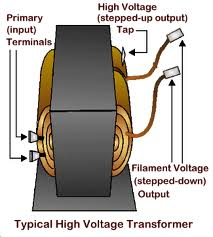 High Voltage
(stepped-up output)
Tap
Primary
(input)
Terminals
Filament Voltage
(stepped-down)
Output
Typical High Voltage Transformer